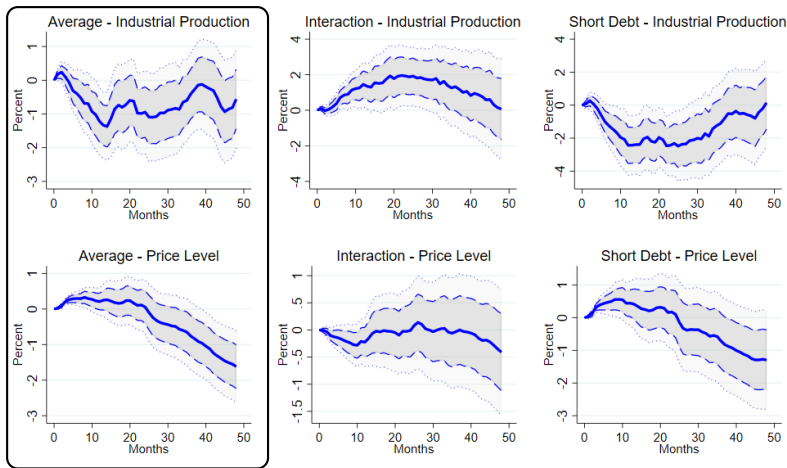 Average - Industrial Production
Percent
1
0
-1
-2
-3
0 10 20 30 40 50
Months
Interaction - Industrial Production
Percent
4
2
0
-2
-4
0 10 20 30 40 50
Months
Short Debt - Industrial Production
Percent
4
2
0
-2
-4
0 10 20 30 40 50
Months
Average - Price Level
Percent
1
0
-1
-2
-3
0 10 20 30 40 50
Months
Interaction - Price Level
Percent
1
.5
0
-.5
-1
-1.5
0 10 20 30 40 50
Months
Short Debt - Price Level
Percent
1
0
-1
-2
-3
0 10 20 30 40 50
Months